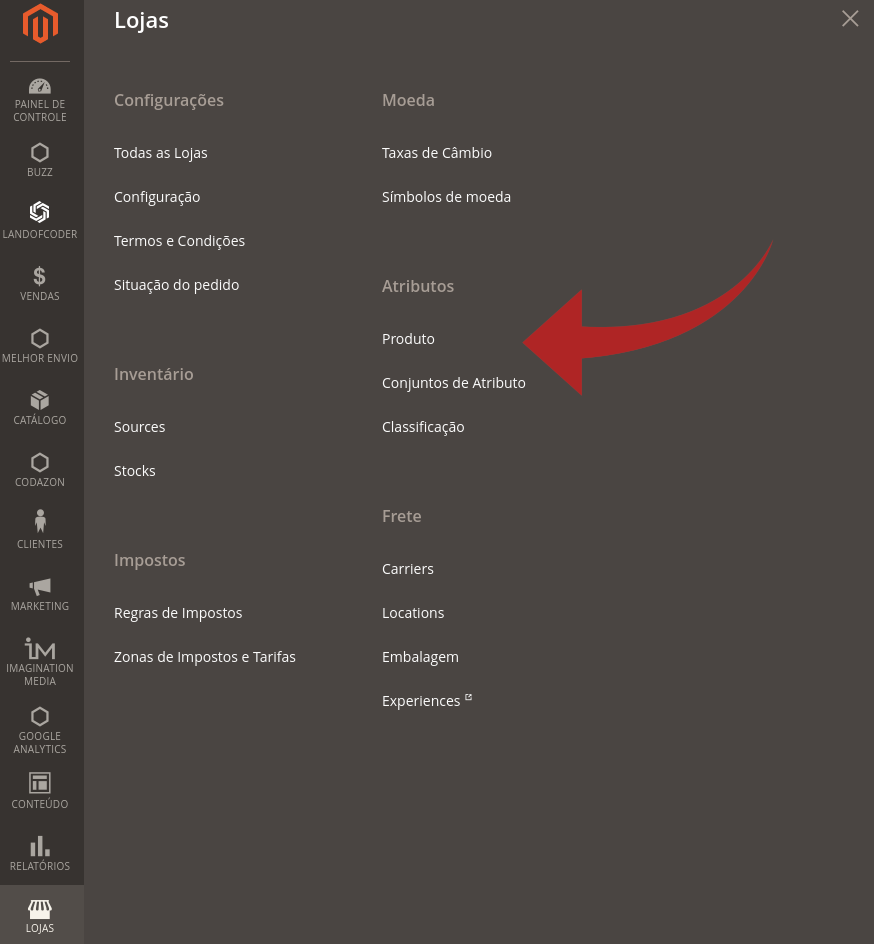 Lojas
PAINEL DE
CONTROLE
BUZZ
LANDOFCODER
VENDAS
MELHOR ENVIO
CATÁLOGO
CODAZON
CLIENTES
MARKETING
IMAGINATION
MEDIA
GOOGLE
ANALYTICS
CONTEÚDO
RELATÓRIOS
LOJAS
Configurações
Todas as Lojas
Configuração
Termos e Condições
Situação do pedido
Inventário
Sources
Stocks
Impostos
Regras de Impostos
Zonas de Impostos e Tarifas
Moeda
Taxas de Câmbio
Símbolos de moeda
Atributos
Produto
Conjuntos de Atributo
Classificação
Frete
Carriers
Locations
Embalagem
Experiences